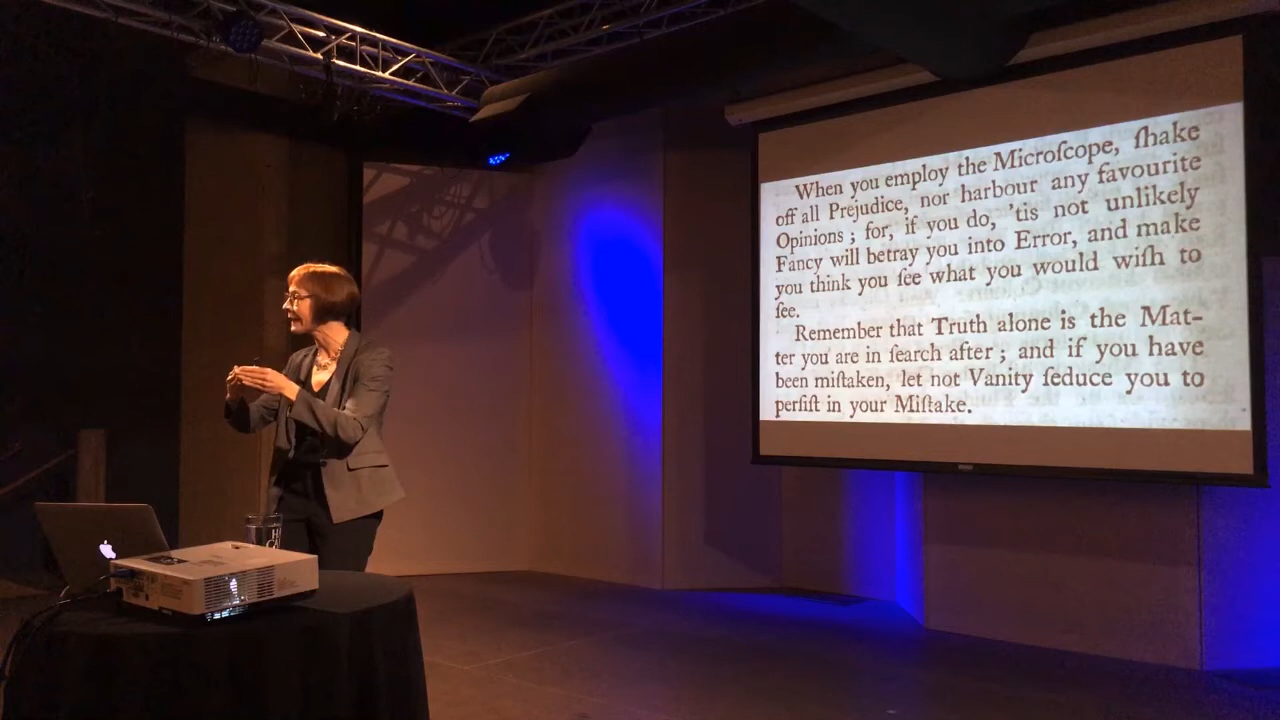 When you employ the Microſcope, ſhake
off all Prejudice, nor harbour any favourite
Opinions ; for, if you do, 'tis not unlikely
Fancy will betray you into Error, and make
you think you ſee what you would wiſh to
ſee.
Remember that Truth alone is the Mat-
ter you are in ſearch after ; and if you have
been miſtaken, let not Vanity ſeduce you to
perſiſt in your Miſtake.